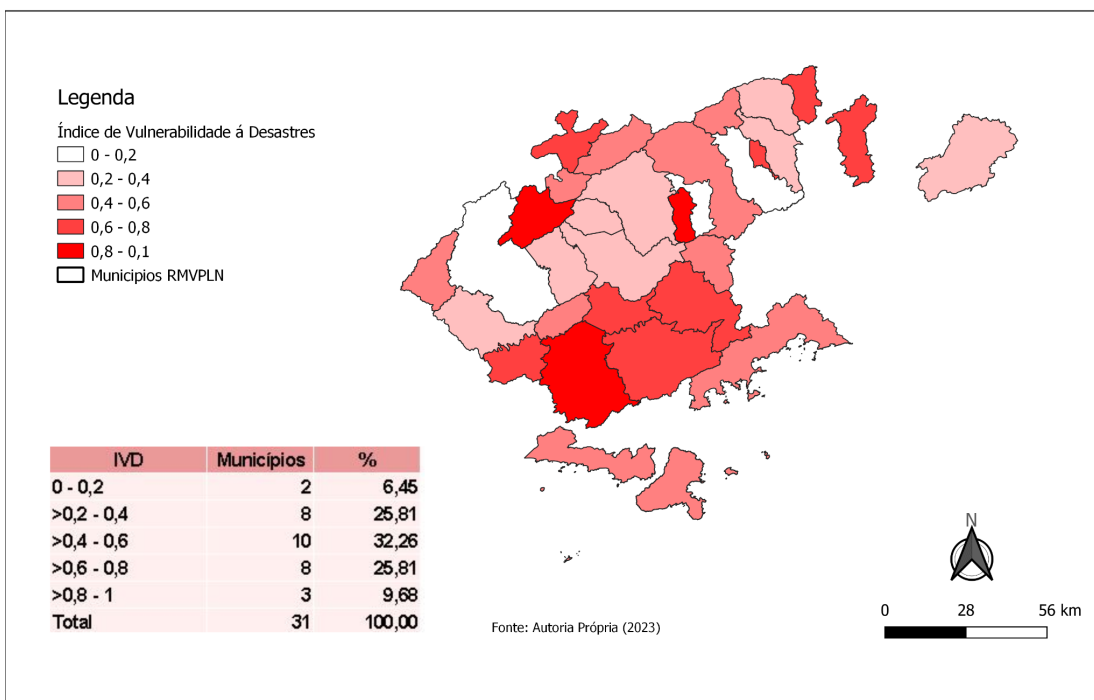 Legenda
Índice de Vulnerabilidade á Desastres
0 - 0,2
0,2 - 0,4
0,4 - 0,6
0,6 - 0,8
0,8 - 0,1
Municipios RMVPLN
IVD Municípios %
0 - 0,2 2 6,45
>0,2 - 0,4 8 25,81
>0,4 - 0,6 10 32,26
>0,6 - 0,8 8 25,81
>0,8 - 1 3 9,68
Total 31 100,00
Fonte: Autoria Própria (2023)
N
0 28 56 km